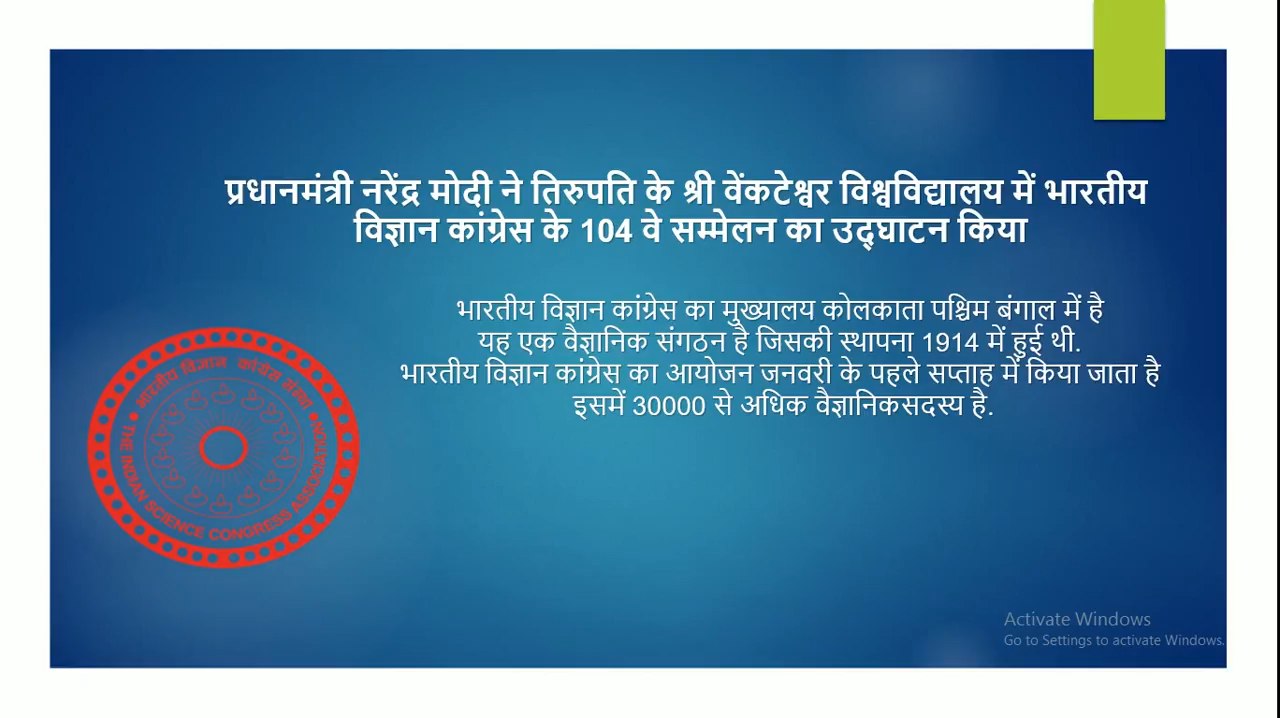 प्रधानमंत्री नरेंद्र मोदी ने तिरुपति के श्री वेंकटेश्वर विश्वविद्यालय में भारतीय
विज्ञान कांग्रेस के 104 वे सम्मेलन का उद्घाटन किया
भारतीय विज्ञान कांग्रेस का मुख्यालय कोलकाता पश्चिम बंगाल में है
यह एक वैज्ञानिक संगठन है जिसकी स्थापना 1914 में हुई थी.
भारतीय विज्ञान कांग्रेस का आयोजन जनवरी के पहले सप्ताह में किया जाता है
इसमें 30000 से अधिक वैज्ञानिकसदस्य है.
भारतीय विज्ञान कांग्रेस संस्था
THE INDIAN SCIENCE CONGRESS ASSOCIATION
Activate Windows
Go to Settings to activate Windows.